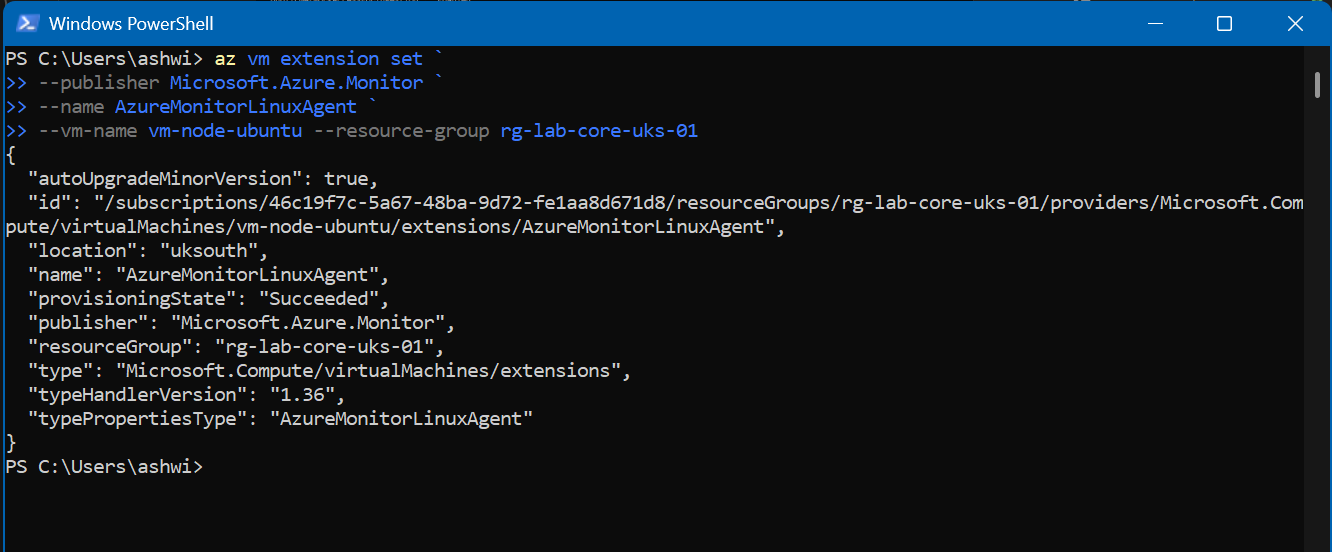 Windows PowerShell
PS C:\Users\ashwi> az vm extension set `
>> --publisher Microsoft.Azure.Monitor `
>> --name AzureMonitorLinuxAgent `
>> --vm-name vm-node-ubuntu --resource-group rg-lab-core-uks-01
{
  "autoUpgradeMinorVersion": true,
  "id": "/subscriptions/46c19f7c-5a67-48ba-9d72-fe1aa8d671d8/resourceGroups/rg-lab-core-uks-01/providers/Microsoft.Com
pute/virtualMachines/vm-node-ubuntu/extensions/AzureMonitorLinuxAgent",
  "location": "uksouth",
  "name": "AzureMonitorLinuxAgent",
  "provisioningState": "Succeeded",
  "publisher": "Microsoft.Azure.Monitor",
  "resourceGroup": "rg-lab-core-uks-01",
  "type": "Microsoft.Compute/virtualMachines/extensions",
  "typeHandlerVersion": "1.36",
  "typePropertiesType": "AzureMonitorLinuxAgent"
}
PS C:\Users\ashwi>